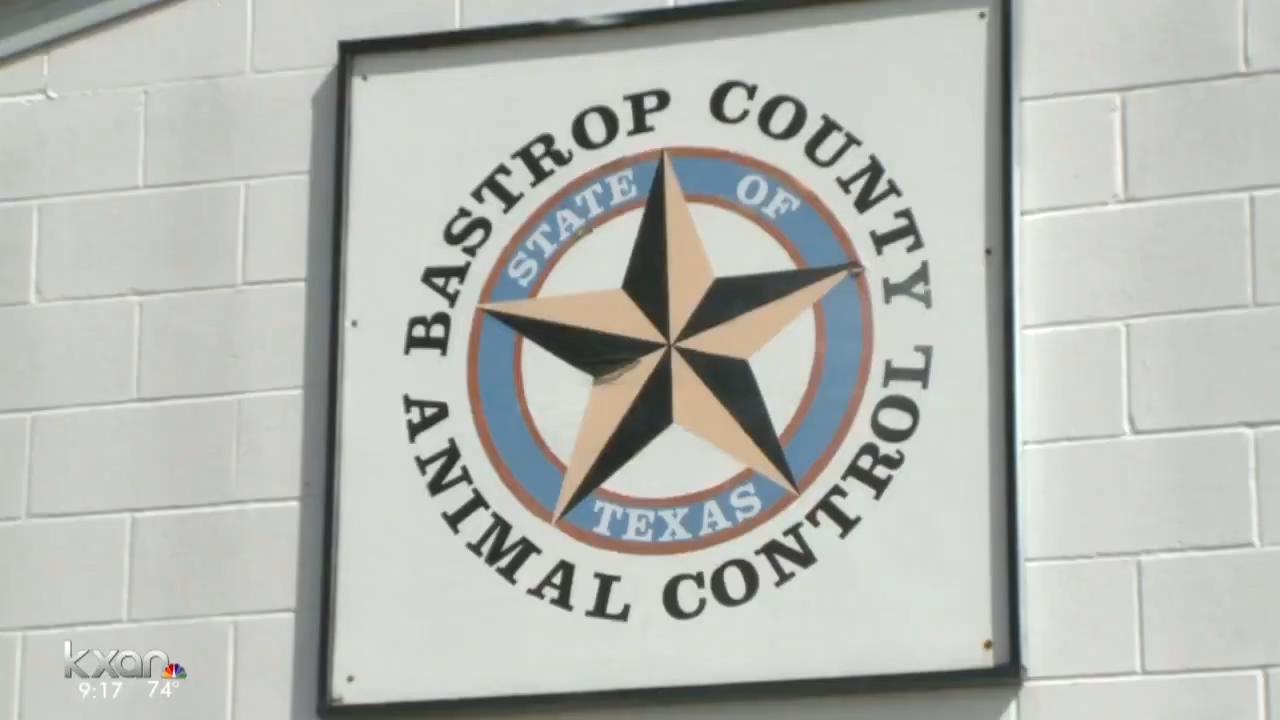 BASTROP COUNTY
STATE OF
TEXAS
ANIMAL CONTROL
kxan
9:17 74°